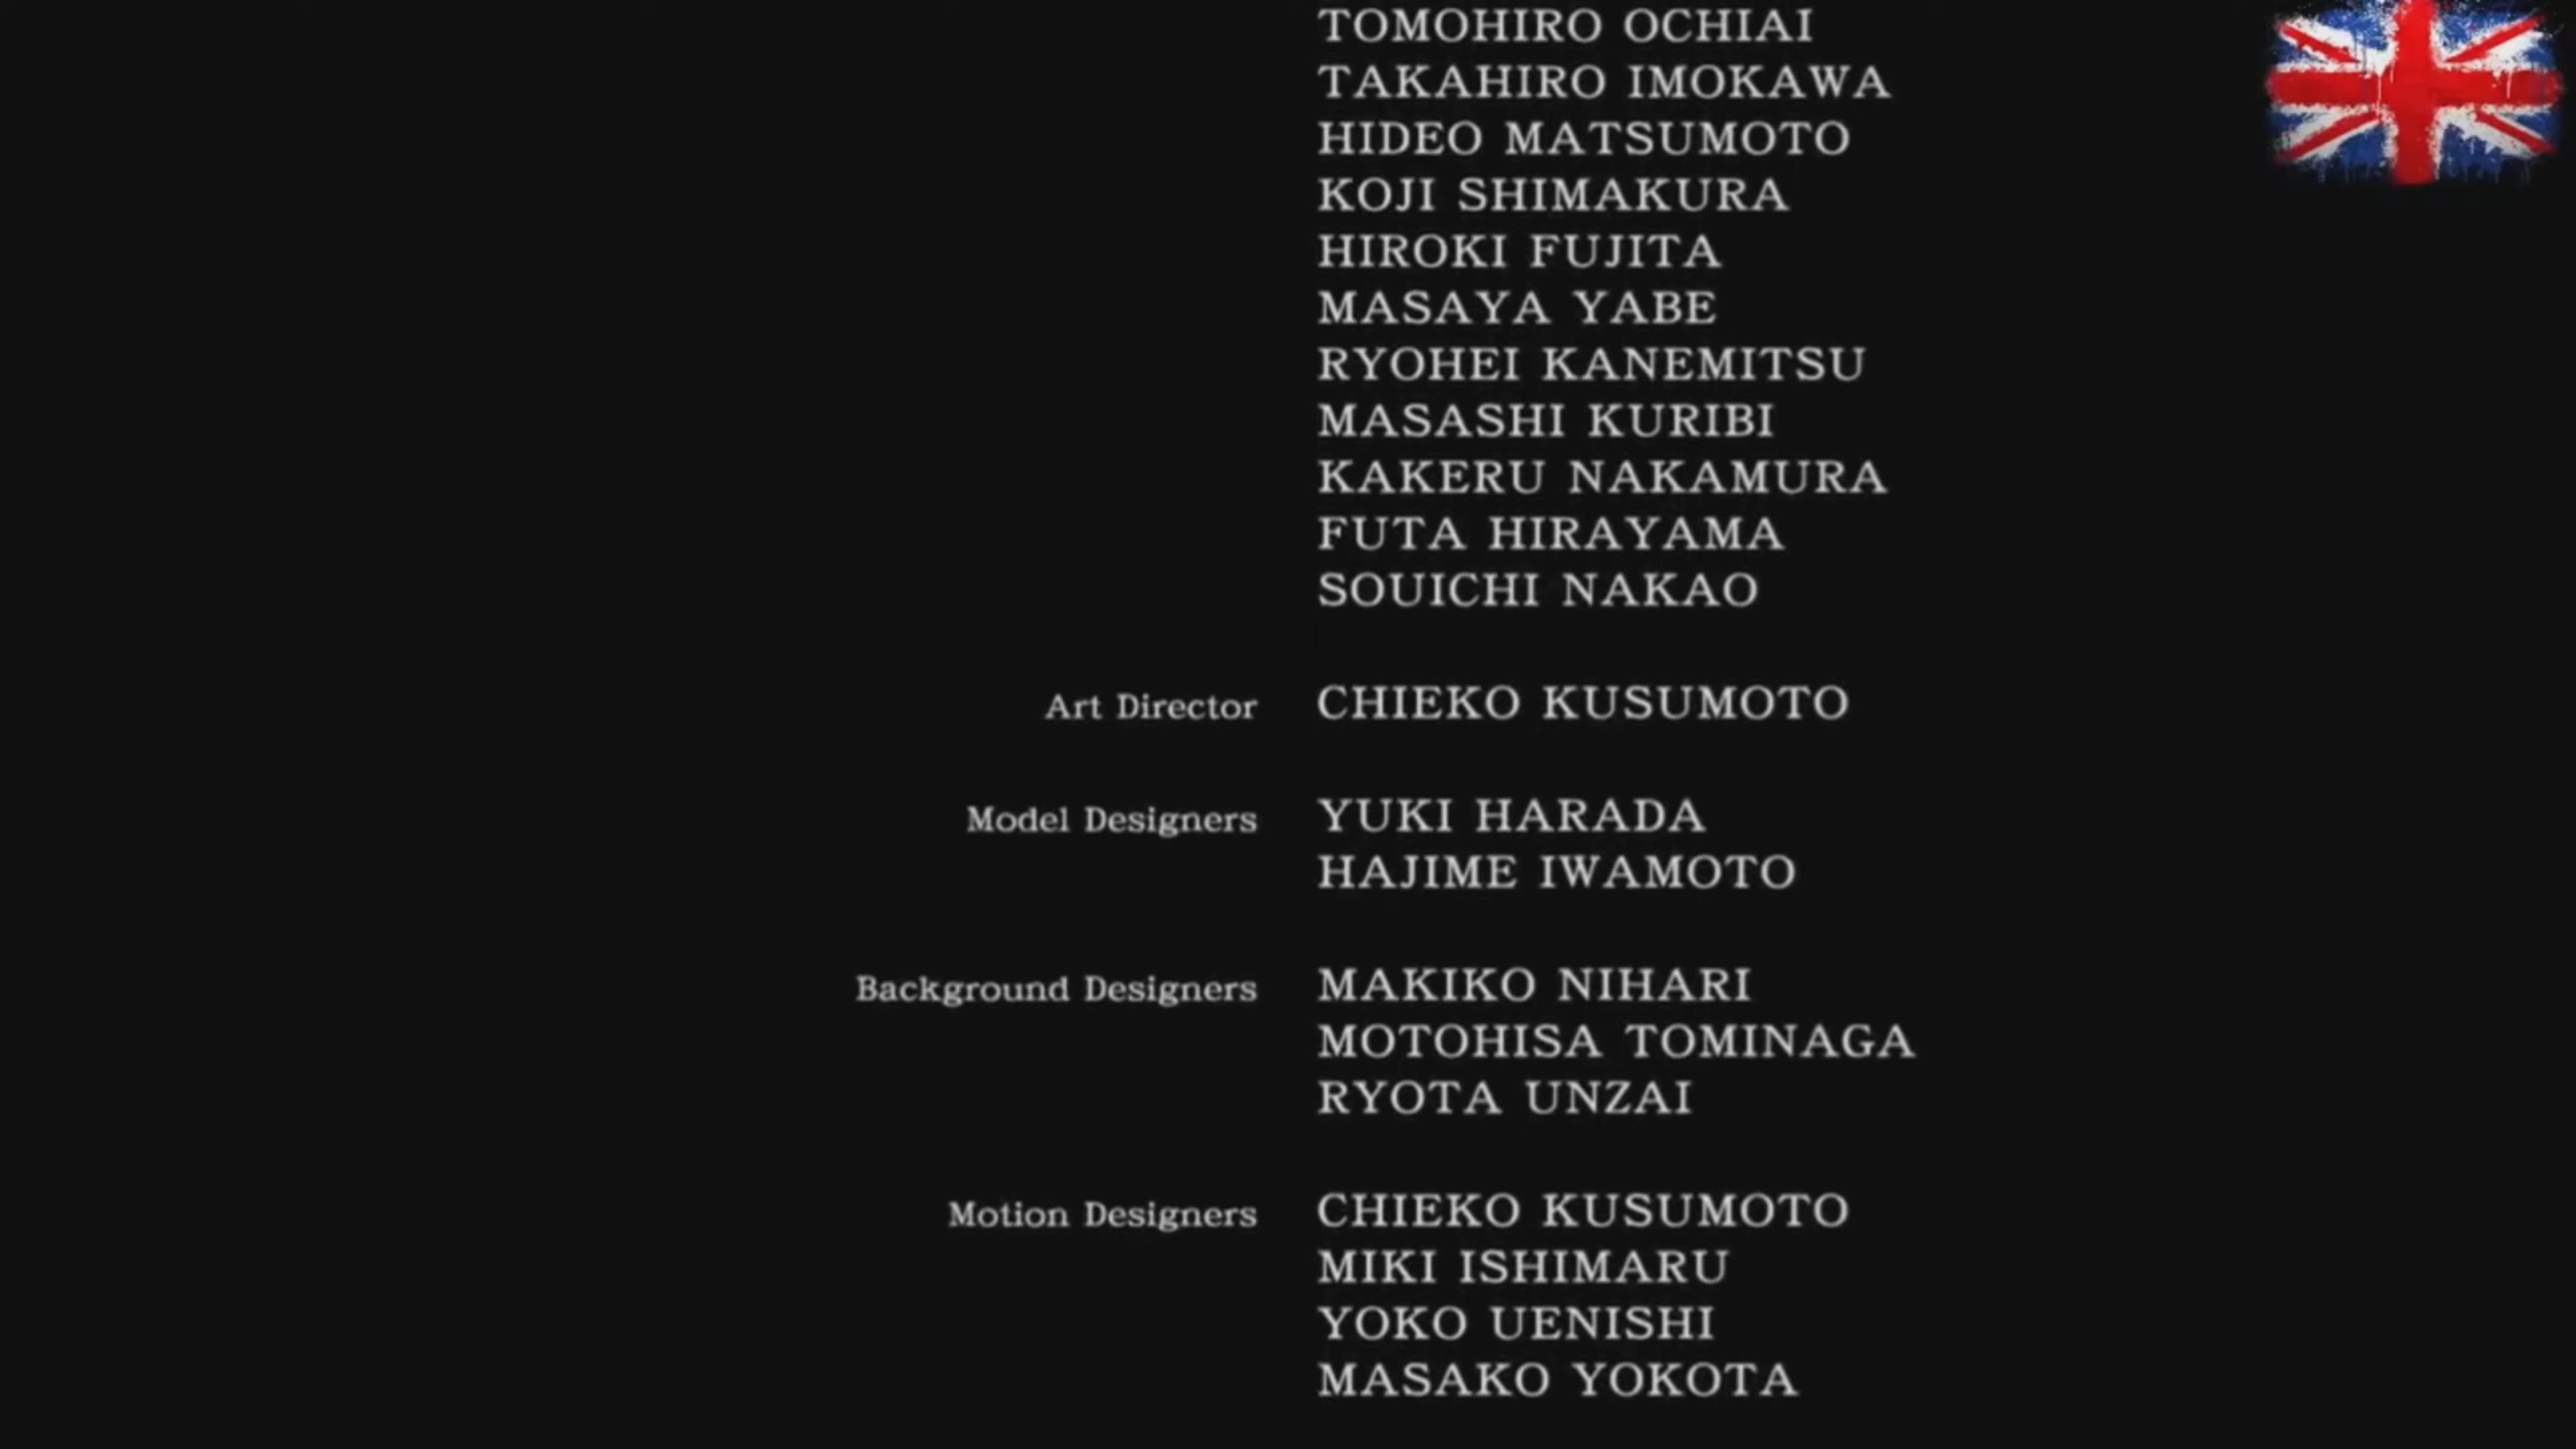 TOMOHIRO OCHIAI
TAKAHIRO IMOKAWA
HIDEO MATSUMOTO
KOJI SHIMAKURA
HIROKI FUJITA
MASAYA YABE
RYOHEI KANEMITSU
MASASHI KURIBI
KAKERU NAKAMURA
FUTA HIRAYAMA
SOUICHI NAKAO
Art Director CHIEKO KUSUMOTO
Model Designers YUKI HARADA
HAJIME IWAMOTO
Background Designers MAKIKO NIHARI
MOTOHISA TOMINAGA
RYOTA UNZAI
Motion Designers CHIEKO KUSUMOTO
MIKI ISHIMARU
YOKO UENISHI
MASAKO YOKOTA